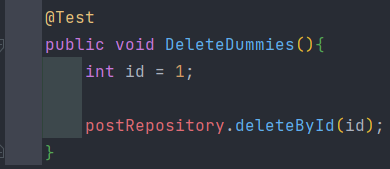 @Test
public void DeleteDummies(){
int id = 1;
postRepository.deleteById(id);
}